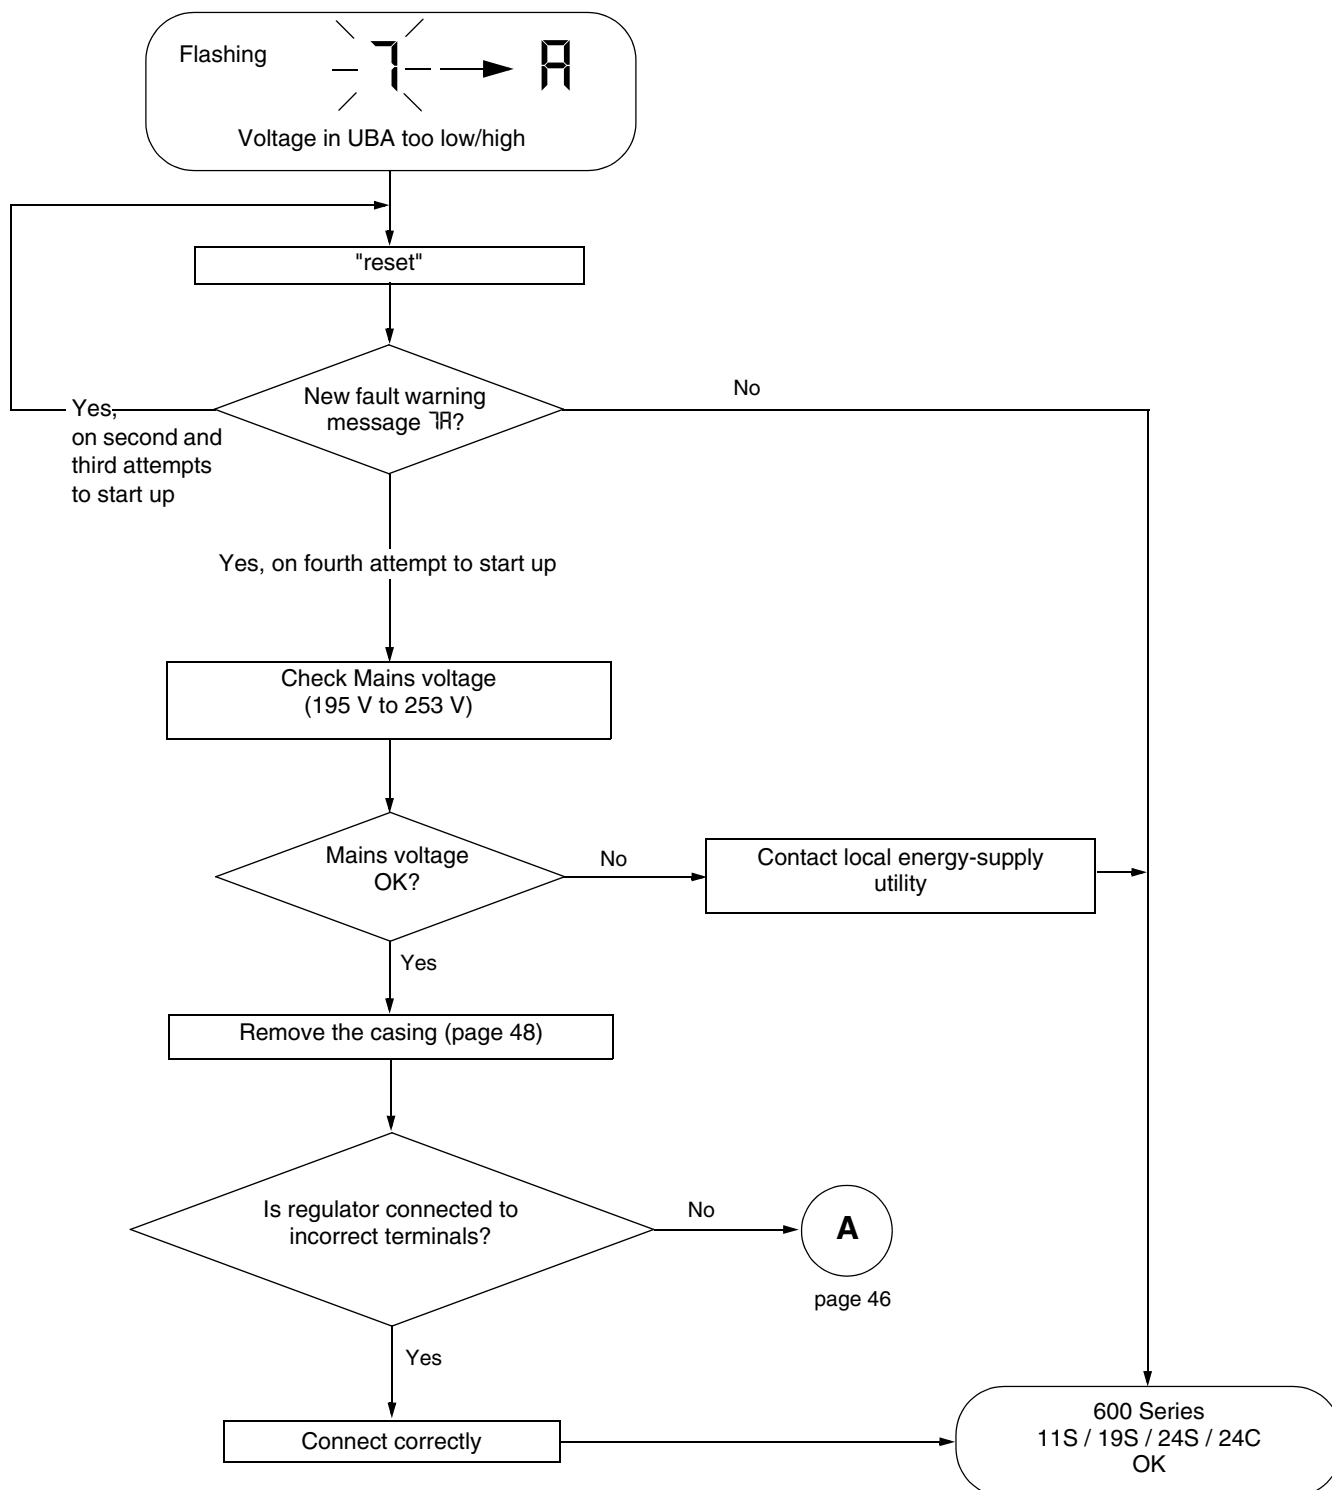 Flashing
7
A
Voltage in UBA too low/high
"reset"
New fault warning
message 7A?
No
Yes,
on second and
third attempts
to start up
Yes, on fourth attempt to start up
Check Mains voltage
(195 V to 253 V)
Mains voltage
OK?
No
Contact local energy-supply
utility
Yes
Remove the casing (page 48)
Is regulator connected to
incorrect terminals?
No
A
page 46
Yes
Connect correctly
600 Series
11S / 19S / 24S / 24C
OK